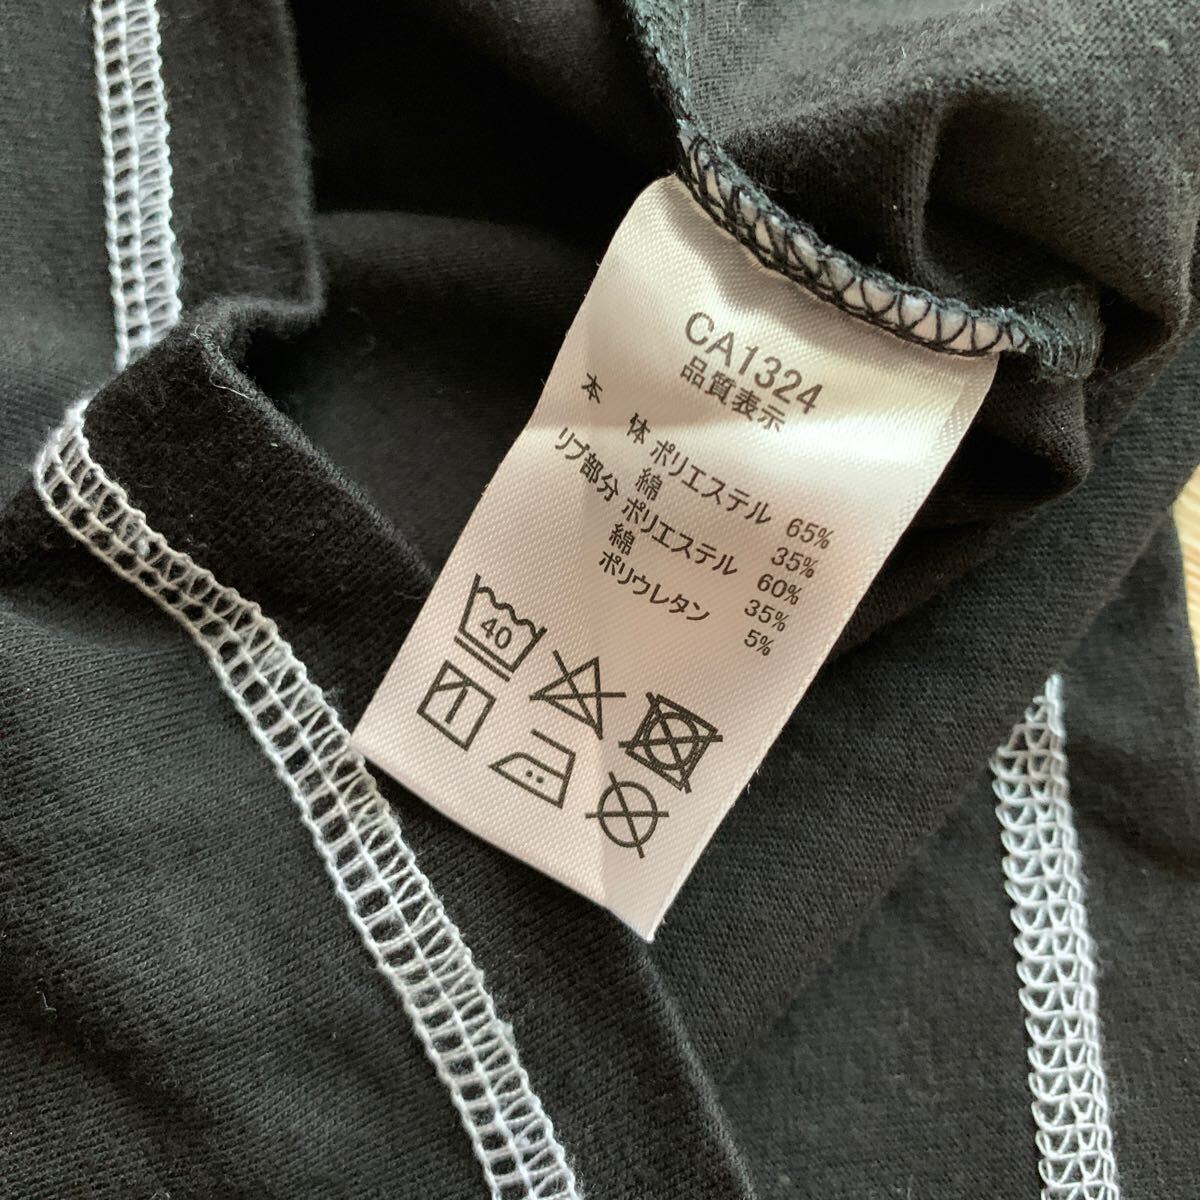 CA1324
品質表示
本 体 ポリエステル 65%
綿 35%
リブ部分 ポリエステル 60%
綿 35%
ポリウレタン 5%
40